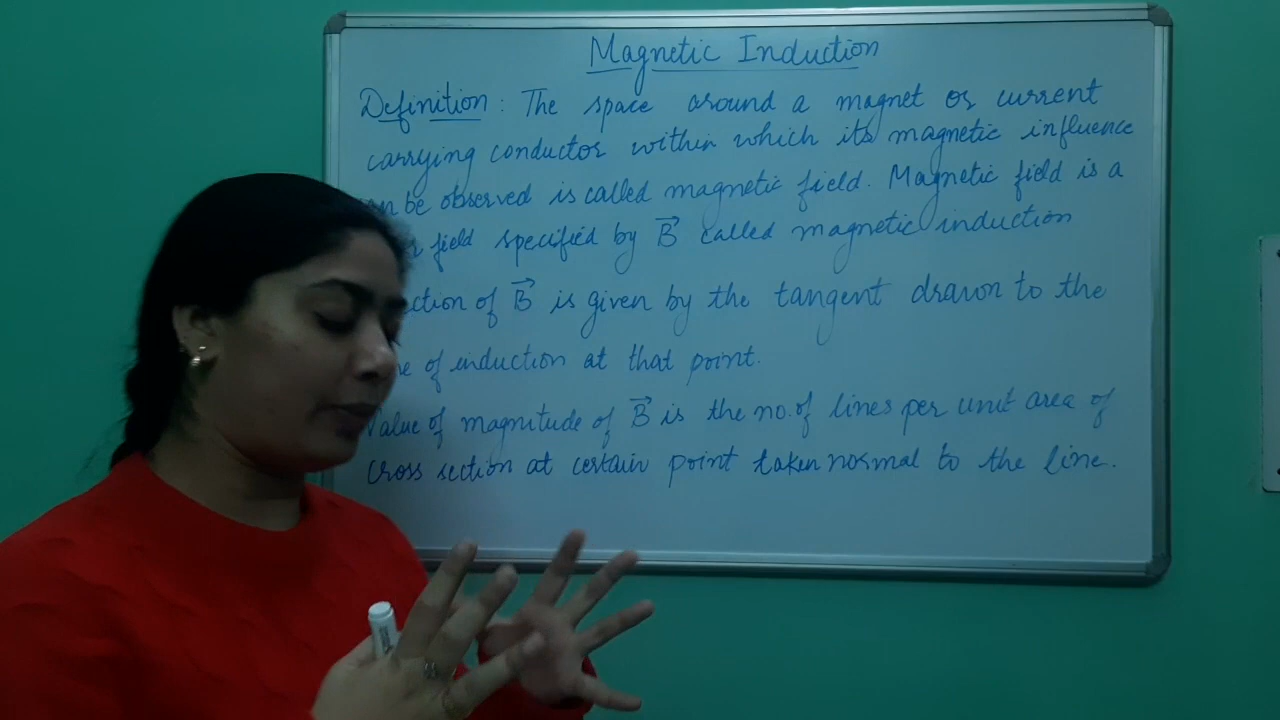 Magnetic Induction
Definition : The space around a magnet or current
carrying conductor within which its magnetic influence
be observed is called magnetic field. Magnetic field is a
field specified by B⃗ called magnetic induction
of B⃗ is given by the tangent drawn to the
of induction at that point.
Value of magnitude of B⃗ is the no. of lines per unit area of
cross section at certain point taken normal to the line.